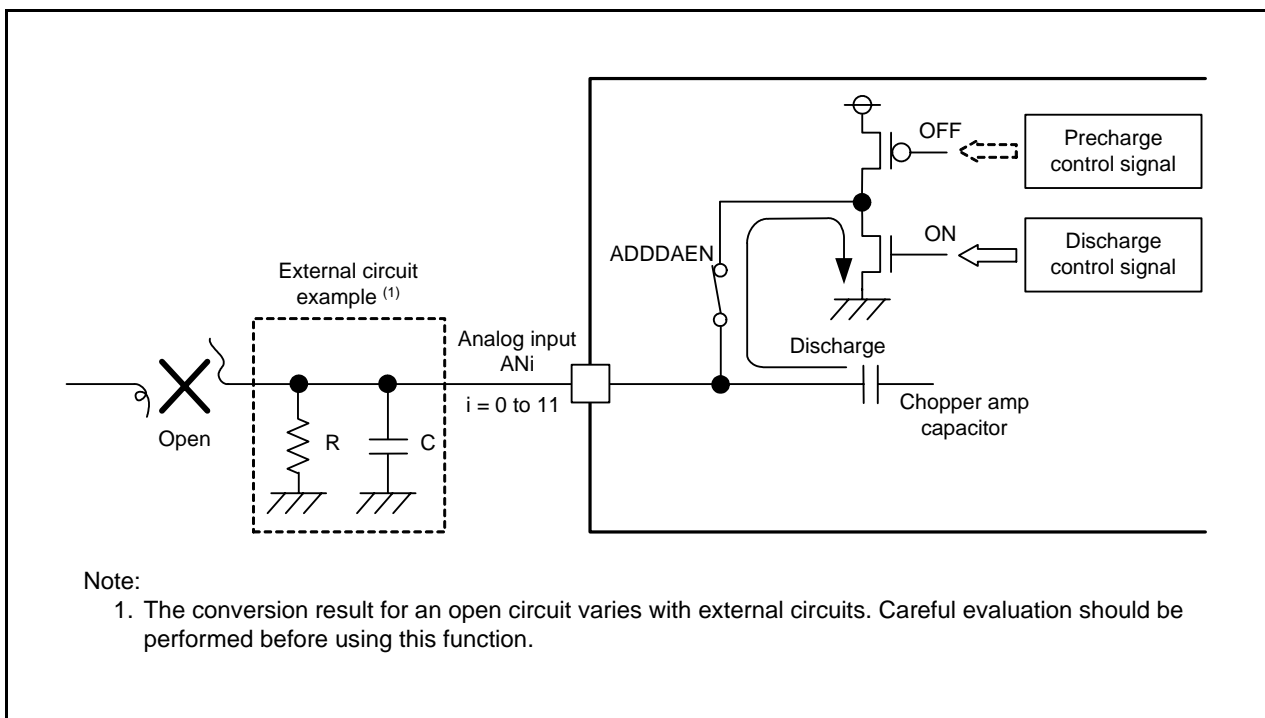 OFF
Precharge
control signal
ON
Discharge
control signal
ADDDAEN
External circuit
example (1)
Analog input
ANi
i = 0 to 11
Discharge
Chopper amp
capacitor
Open
R
C
Note:
1. The conversion result for an open circuit varies with external circuits. Careful evaluation should be
performed before using this function.